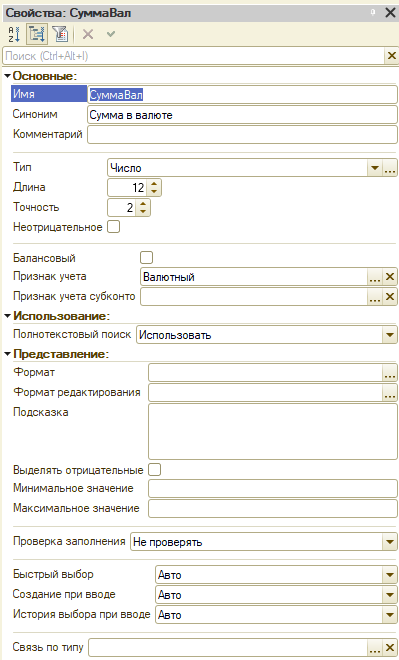 Свойства: СуммаВал
Поиск (Ctrl+Alt+I)
Основные:
Имя СуммаВал
Синоним Сумма в валюте
Комментарий
Тип Число
Длина 12
Точность 2
Неотрицательное
Балансовый
Признак учета Валютный
Признак учета субконто
Использование:
Полнотекстовый поиск Использовать
Представление:
Формат
Формат редактирования
Подсказка
Выделять отрицательные
Минимальное значение
Максимальное значение
Проверка заполнения Не проверять
Быстрый выбор Авто
Создание при вводе Авто
История выбора при вводе Авто
Связь по типу